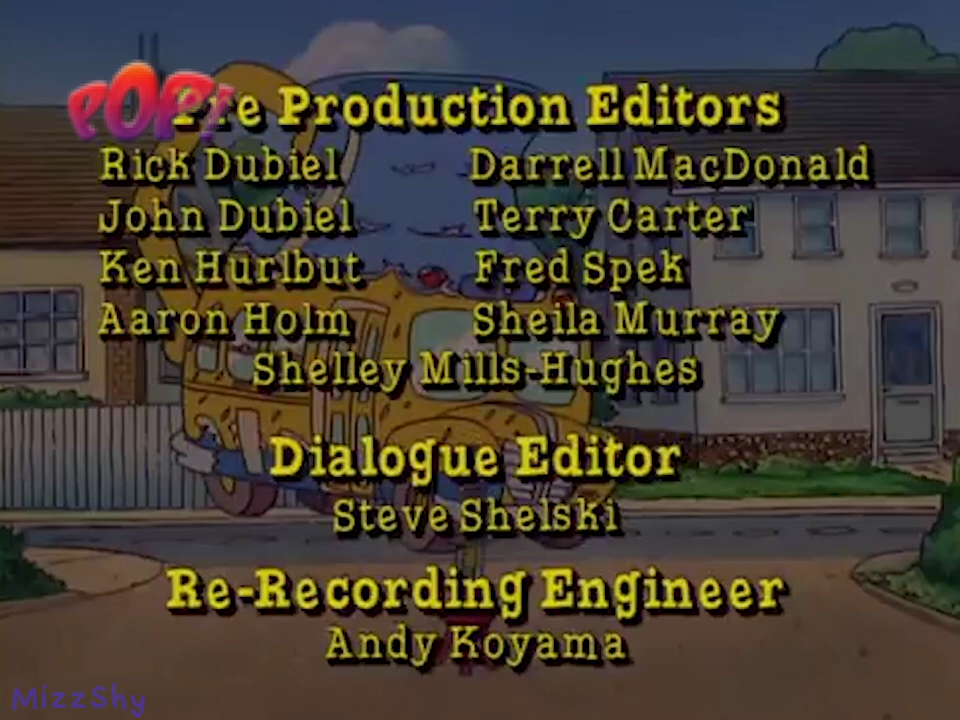 POP!
Pre Production Editors
Rick Dubiel Darrell MacDonald
John Dubiel Terry Carter
Ken Hurlbut Fred Spek
Aaron Holm Sheila Murray
Shelley Mills-Hughes
Dialogue Editor
Steve Shelski
Re-Recording Engineer
Andy Koyama
MizzShy